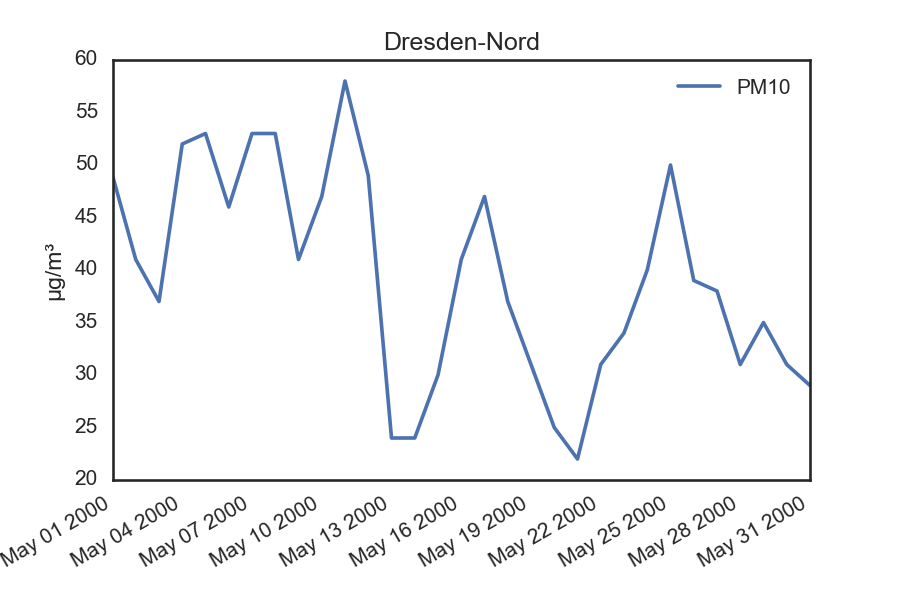 Dresden-Nord
PM10
µg/m³
60
55
50
45
40
35
30
25
20
May 01 2000
May 04 2000
May 07 2000
May 10 2000
May 13 2000
May 16 2000
May 19 2000
May 22 2000
May 25 2000
May 28 2000
May 31 2000